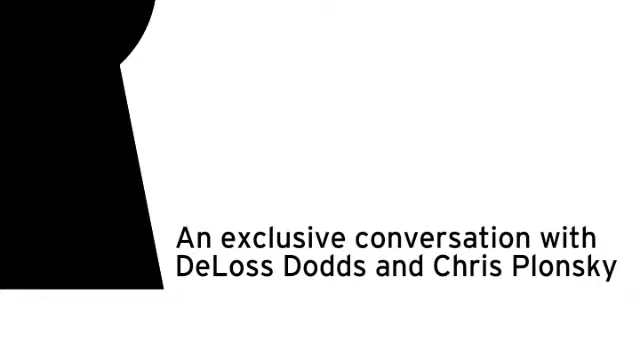 An exclusive conversation with
DeLoss Dodds and Chris Plonsky